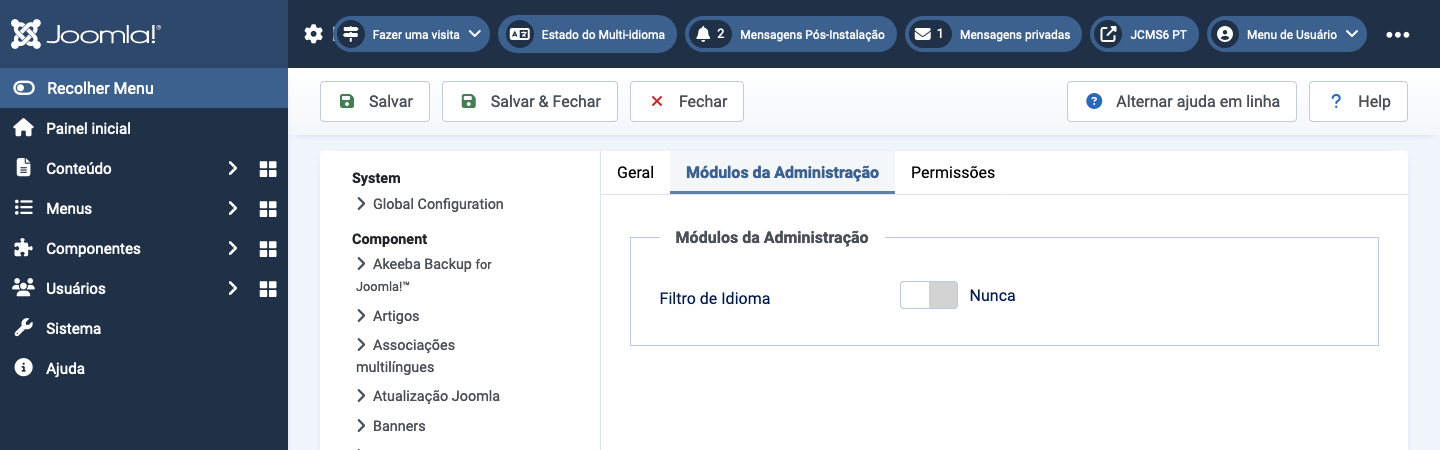 Joomla!®
Fazer uma visita
Estado do Multi-idioma
2 Mensagens Pós-Instalação
1 Mensagens privadas
JCMS6 PT
Menu de Usuário
Recolher Menu
Painel inicial
Conteúdo
Menus
Componentes
Usuários
Sistema
Ajuda
Salvar
Salvar & Fechar
Fechar
Alternar ajuda em linha
? Help
System
Global Configuration
Component
Akeeba Backup for
Joomla!™
Artigos
Associações
multilíngues
Atualização Joomla
Banners
Geral
Módulos da Administração
Permissões
Módulos da Administração
Filtro de Idioma
Nunca